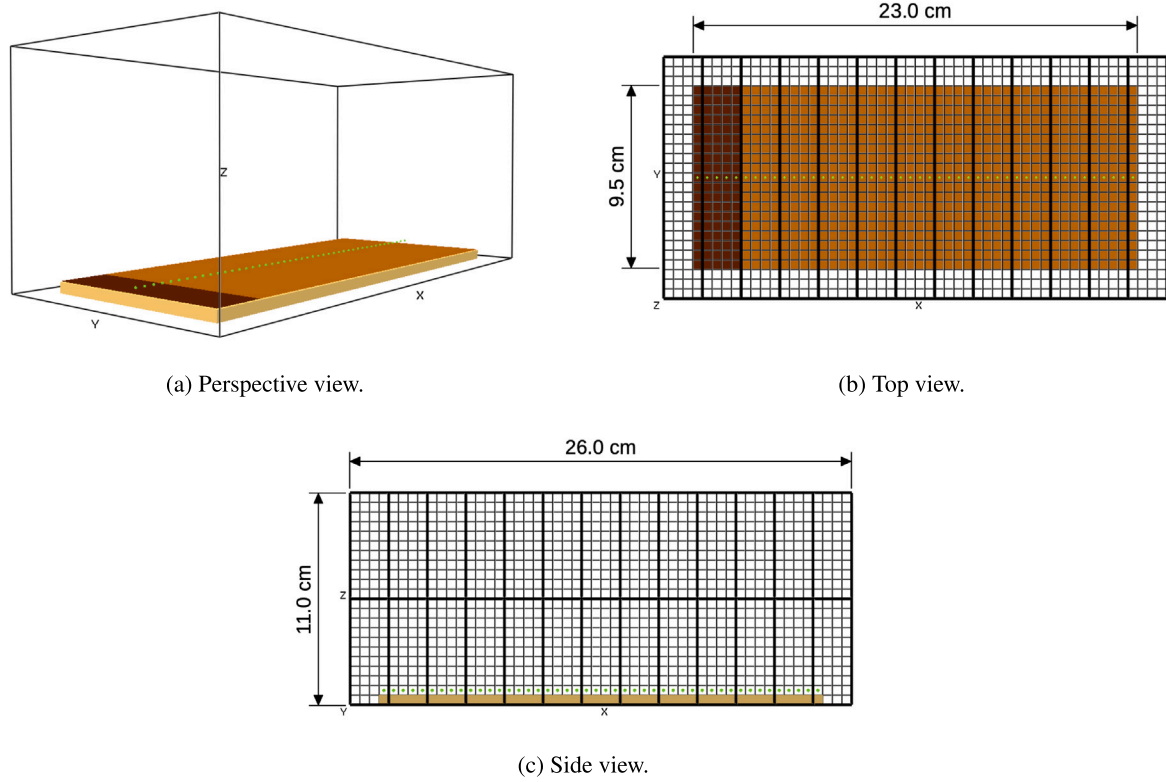 Z
Y
X
(a) Perspective view.
23.0 cm
9.5 cm
Y
Z
X
(b) Top view.
26.0 cm
11.0 cm
Z
Y
X
(c) Side view.